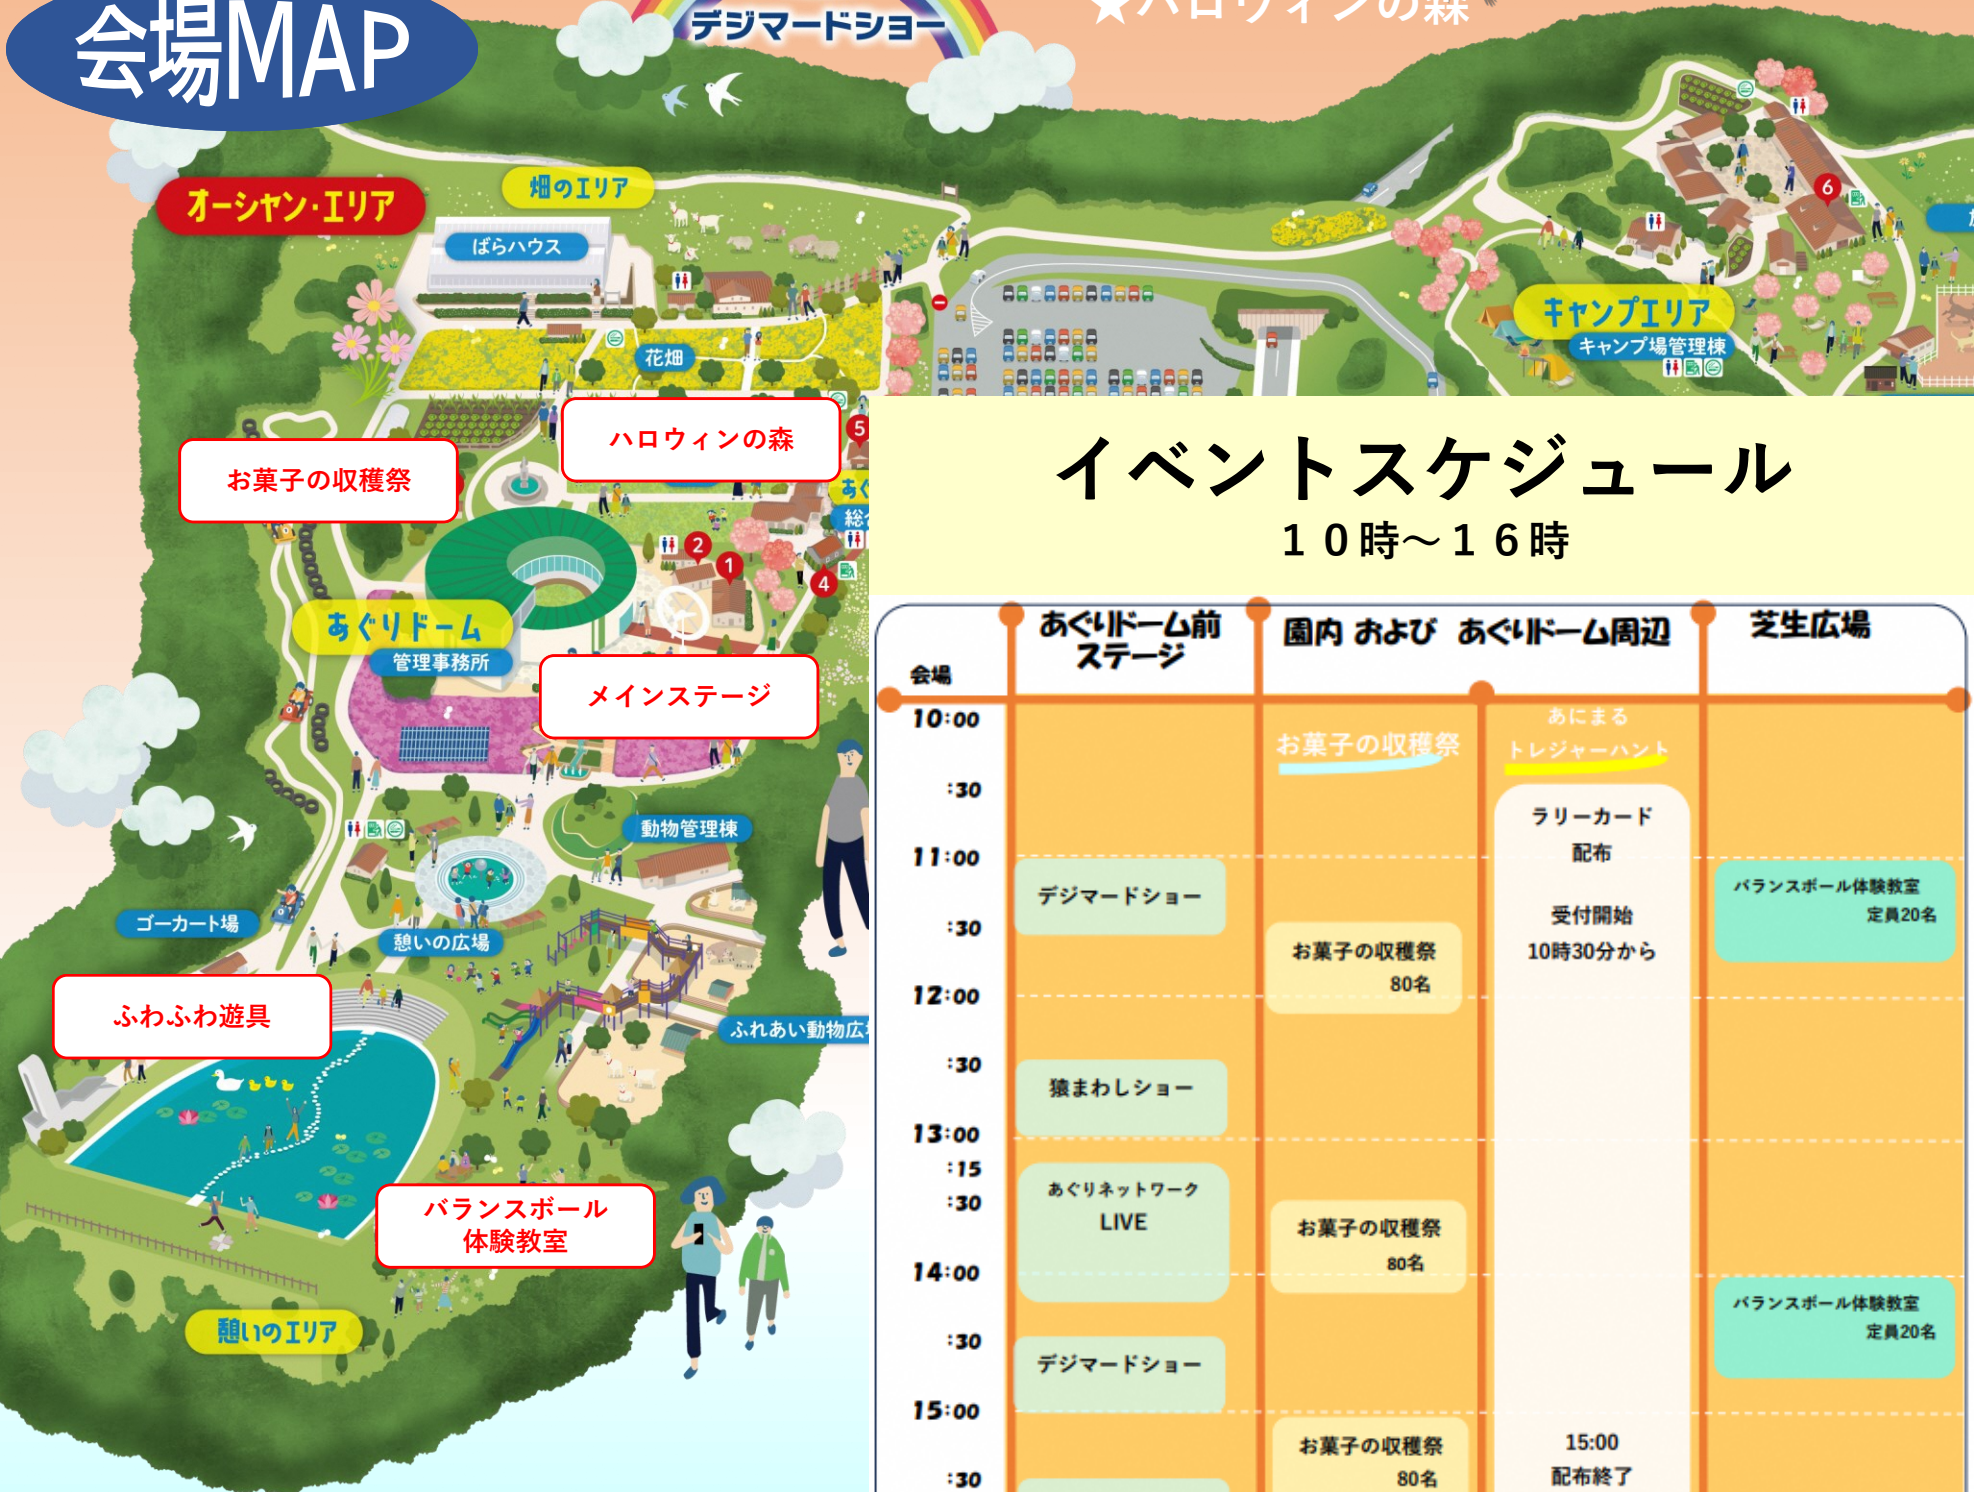 会場MAP
デジマードショー
★ハロウィンの森
オーシャン・エリア
畑のエリア
ばらハウス
花畑
キャンプエリア
キャンプ場管理棟
6
ハロウィンの森
5
お菓子の収穫祭
2
1
4
あぐりドーム
管理事務所
メインステージ
動物管理棟
ゴーカート場
憩いの広場
ふわふわ遊具
ふれあい動物広
バランスボール
体験教室
憩いのエリア
イベントスケジュール
10時～16時
会場
あぐりドーム前
ステージ
園内 および あぐりドーム周辺
芝生広場
10:00
:30
11:00
:30
12:00
:30
13:00
:15
:30
14:00
:30
15:00
:30
デジマードショー
猿まわしショー
あぐりネットワーク
LIVE
デジマードショー
お菓子の収穫祭
お菓子の収穫祭
80名
お菓子の収穫祭
80名
お菓子の収穫祭
80名
あにまる
トレジャーハント
ラリーカード
配布
受付開始
10時30分から
15:00
配布終了
バランスボール体験教室
定員20名
バランスボール体験教室
定員20名